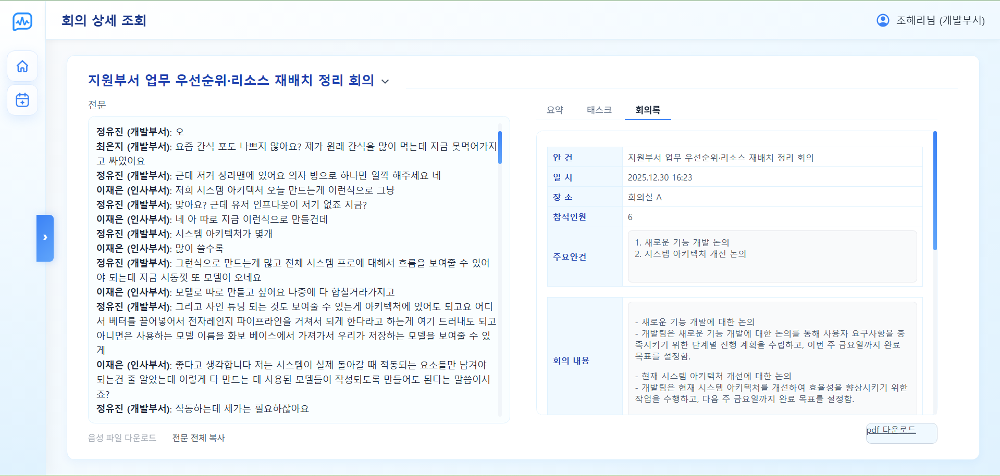 회의 상세 조회
조해리님 (개발부서)
지원부서 업무 우선순위·리소스 재배치 정리 회의
전문
정유진 (개발부서): 오
최은지 (개발부서): 요즘 간식 포도 나쁘지 않아요? 제가 원래 간식을 많이 먹는데 지금 못먹어가지
고 싸였어요
정유진 (개발부서): 근데 저거 상라맨에 있어요 의자 방으로 하나만 일깍 해주세요 네
이재은 (인사부서): 저희 시스템 아키텍처 오늘 만드는게 이런식으로 그냥
정유진 (개발부서): 맞아요? 근데 유저 인프다웃이 저기 없죠 지금?
이재은 (인사부서): 네 아 따로 지금 이런식으로 만들건데
정유진 (개발부서): 시스템 아키텍처가 몇개
이재은 (인사부서): 많이 쓸수록
정유진 (개발부서): 그런식으로 만드는게 많고 전체 시스템 프로에 대해서 흐름을 보여줄 수 있어
야 되는데 지금 시동껏 또 모델이 오네요
이재은 (인사부서): 모델로 따로 만들고 싶어요 나중에 다 합칠거라가지고
정유진 (개발부서): 그리고 사인 튜닝 되는 것도 보여줄 수 있는게 아키텍처에 있어도 되고요 어디
서 베터를 끌어넣어서 전자레인지 파이프라인을 거쳐서 되게 한다라고 하는게 여기 드러내도 되고
아니면은 사용하는 모델 이름을 화보 베이스에서 가져가서 우리가 저장하는 모델을 보여줄 수 있
게
이재은 (인사부서): 좋다고 생각합니다 저는 시스템이 실제 돌아갈 때 적동되는 요소들만 남겨야
되는건 줄 알았는데 이렇게 다 만드는 데 사용된 모델들이 작성되도록 만들어도 된다는 말씀이시
죠?
정유진 (개발부서): 작동하는데 제가는 필요하잖아요
음성 파일 다운로드
전문 전체 복사
요약
태스크
회의록
안 건
지원부서 업무 우선순위·리소스 재배치 정리 회의
일 시
2025.12.30 16:23
장 소
회의실 A
참석인원
6
주요안건
1. 새로운 기능 개발 논의
2. 시스템 아키텍처 개선 논의
회의 내용
- 새로운 기능 개발에 대한 논의
- 개발팀은 새로운 기능 개발에 대한 논의를 통해 사용자 요구사항을 충
족시키기 위한 단계별 진행 계획을 수립하고, 이번 주 금요일까지 완료
목표를 설정함.
- 현재 시스템 아키텍처 개선에 대한 논의
- 개발팀은 현재 시스템 아키텍처를 개선하여 효율성을 향상시키기 위한
작업을 수행하고, 다음 주 금요일까지 완료 목표를 설정함.
pdf 다운로드